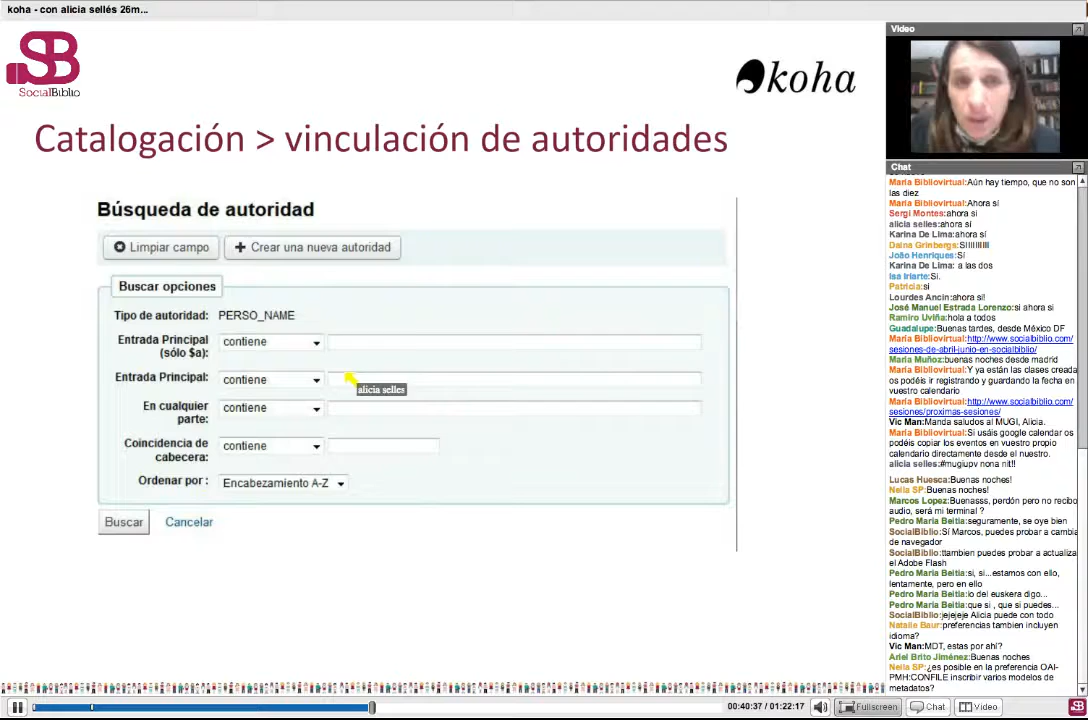 koha - con alicia sellés 26m...
SB
SocialBiblio
koha
Catalogación > vinculación de autoridades
Búsqueda de autoridad
Limpiar campo
Crear una nueva autoridad
Buscar opciones
Tipo de autoridad: PERSO_NAME
Entrada Principal contiene
(sólo $a):
Entrada Principal: contiene
alicia selles
En cualquier contiene
parte:
Coincidencia de contiene
cabecera:
Ordenar por : Encabezamiento A-Z
Buscar Cancelar
Video
Chat
María Bibliovirtual:Aún hay tiempo, que no son
las diez
María Bibliovirtual:Ahora sí
Sergi Montes:ahora si
alicia selles:ahora sí
Karina De Lima:ahora sí
Daina Grinbergs:SIIIIIIIII
João Henriques:Sí
Karina De Lima: a las dos
Isa Iriarte:Si.
Patricia:si
Lourdes Ancin:ahora si!
José Manuel Estrada Lorenzo:si ahora si
Ramiro Uviña:hola a todos
Guadalupe:Buenas tardes, desde México DF
María Bibliovirtual:http://www.socialbiblio.com/
sesiones-de-abril-junio-en-socialbiblio/
María Muñoz:buenas noches desde madrid
María Bibliovirtual:Y ya están las clases creada
os podéis ir registrando y guardando la fecha en
vuestro calendario
María Bibliovirtual:http://www.socialbiblio.com/
sesiones/proximas-sesiones/
Vic Man:Manda saludos al MUGI, Alicia.
María Bibliovirtual:Si usáis google calendar os
podéis copiar los eventos en vuestro propio
calendario directamente desde el nuestro.
alicia selles:#mugiupv nona nit!!
Lucas Huesca:Buenas noches!
Neila SP:Buenas noches!
Marcos Lopez:Buenasss, perdón pero no recibo
audio, será mi terminal ?
Pedro María Beitia:seguramente, se oye bien
SocialBiblio:Sí Marcos, puedes probar a cambia
de navegador
SocialBiblio:ttambien puedes probar a actualiza
el Adobe Flash
Pedro María Beitia:si, si...estamos con ello,
lentamente, pero en ello
Pedro María Beitia:lo del euskera digo...
Pedro María Beitia:que si , que si puedes...
SocialBiblio:jejejeje Alicia puede con todo
Natalie Baur:preferencias tambien incluyen
idioma?
Vic Man:MDT, estas por ahí?
Ariel Brito Jiménez:Buenas noches
Neila SP:¿es posible en la preferencia OAI-
PMH:CONFILE inscribir varios modelos de
metadatos?
00:40:37 / 01:22:17
Fullscreen
Chat
Video
SB